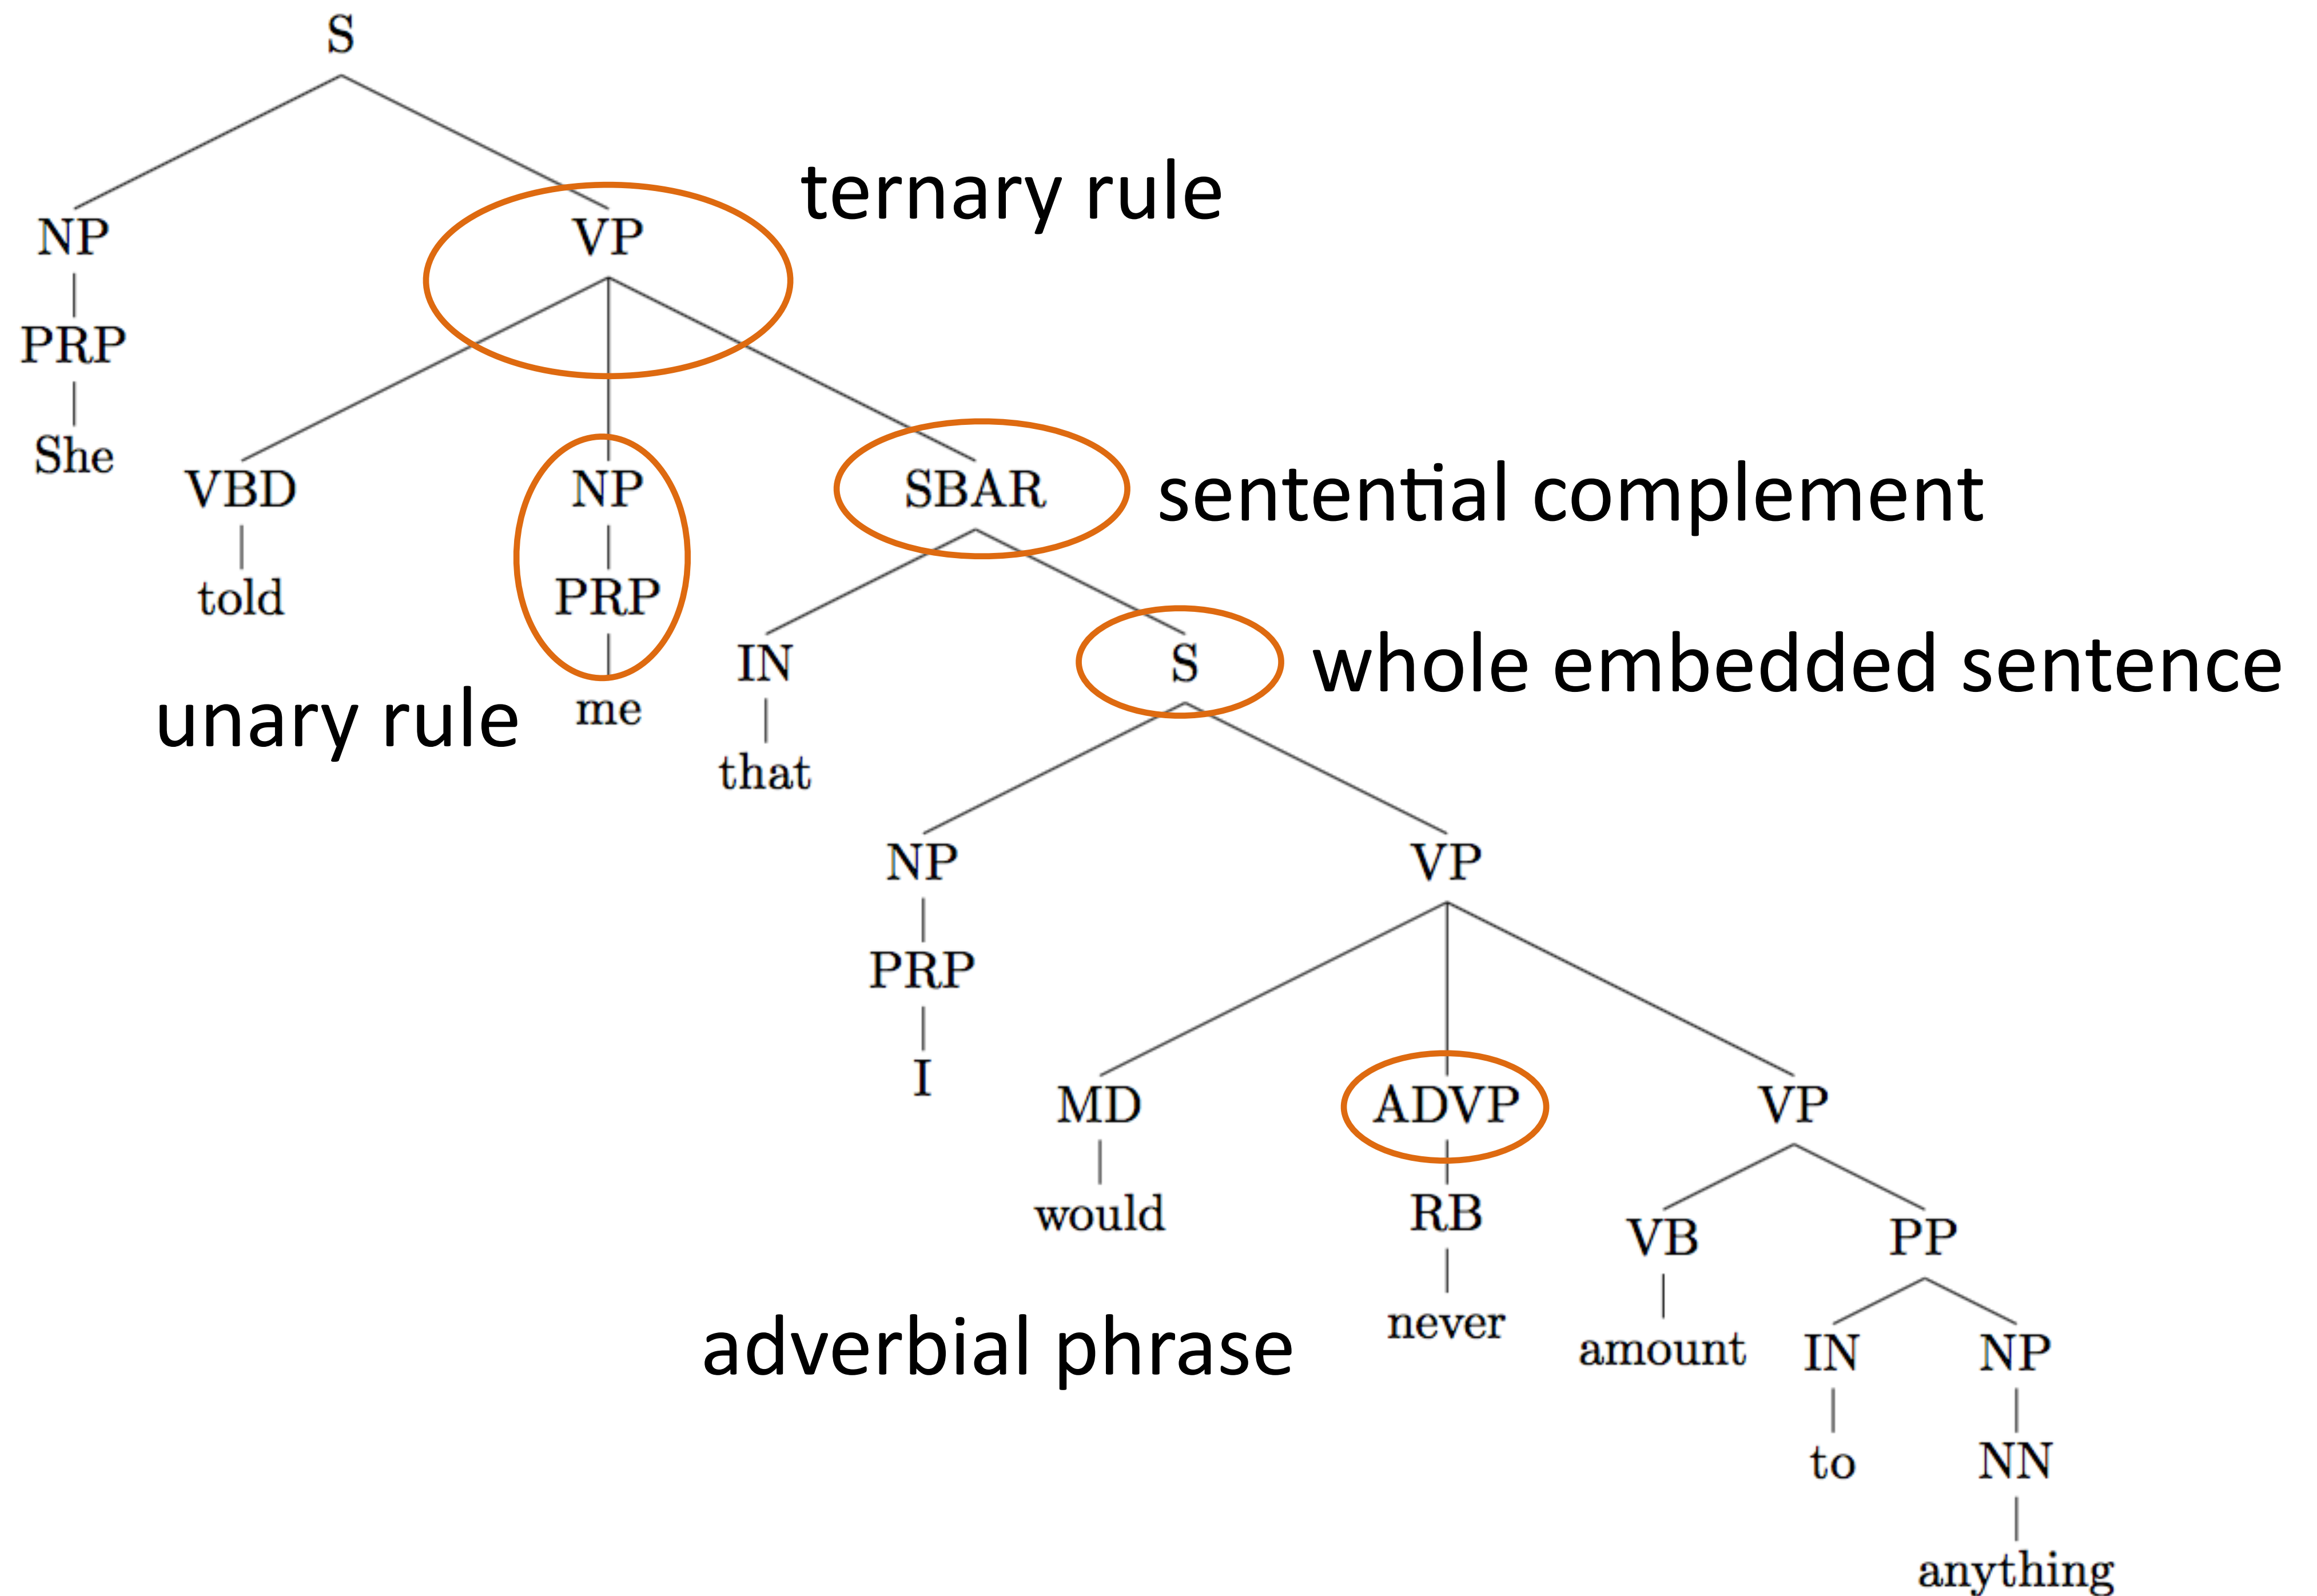 S
ternary rule
NP VP
PRP
She
VBD NP SBAR sentential complement
told PRP
IN S whole embedded sentence
unary rule me
that
NP VP
PRP
I
MD ADVP VP
would RB
VB PP
never
adverbial phrase
amount IN NP
to NN
anything